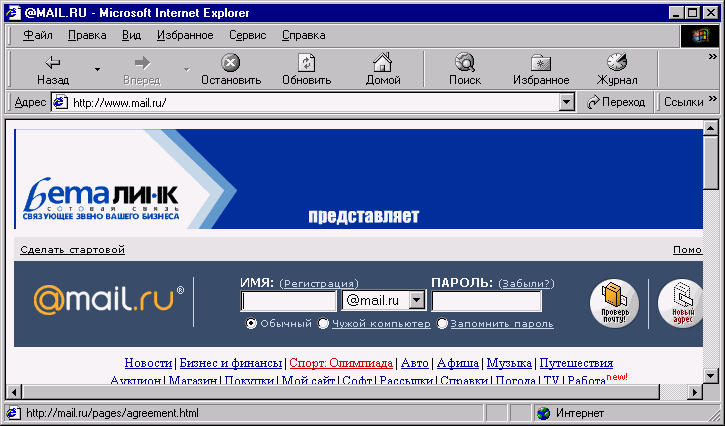 @MAIL.RU - Microsoft Internet Explorer
Файл Правка Вид Избранное Сервис Справка
Назад Вперед Остановить Обновить Домой Поиск Избранное Журнал »
Адрес http://www.mail.ru/ Переход Ссылки »
Беталинк
сотовая связь
СВЯЗУЮЩЕЕ ЗВЕНО ВАШЕГО БИЗНЕСА
представляет
Сделать стартовой Помо
@mail.ru®
ИМЯ: (Регистрация) ПАРОЛЬ: (Забыли?)
@mail.ru
Обычный Чужой компьютер Запомнить пароль
Проверь почту!
Новый адрес
Новости | Бизнес и финансы | Спорт: Олимпиада | Авто | Афиша | Музыка | Путешествия
Аукцион | Магазин | Покупки | Мой сайт | Софт | Рассылки | Справки | Погода | TV | Работа new!
http://mail.ru/pages/agreement.html Интернет